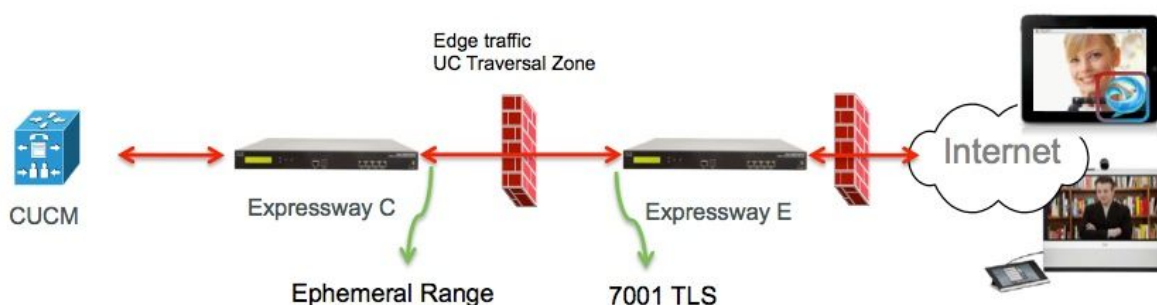 Edge traffic
UC Traversal Zone
Internet
CUCM
Expressway C
Expressway E
Ephemeral Range
7001 TLS